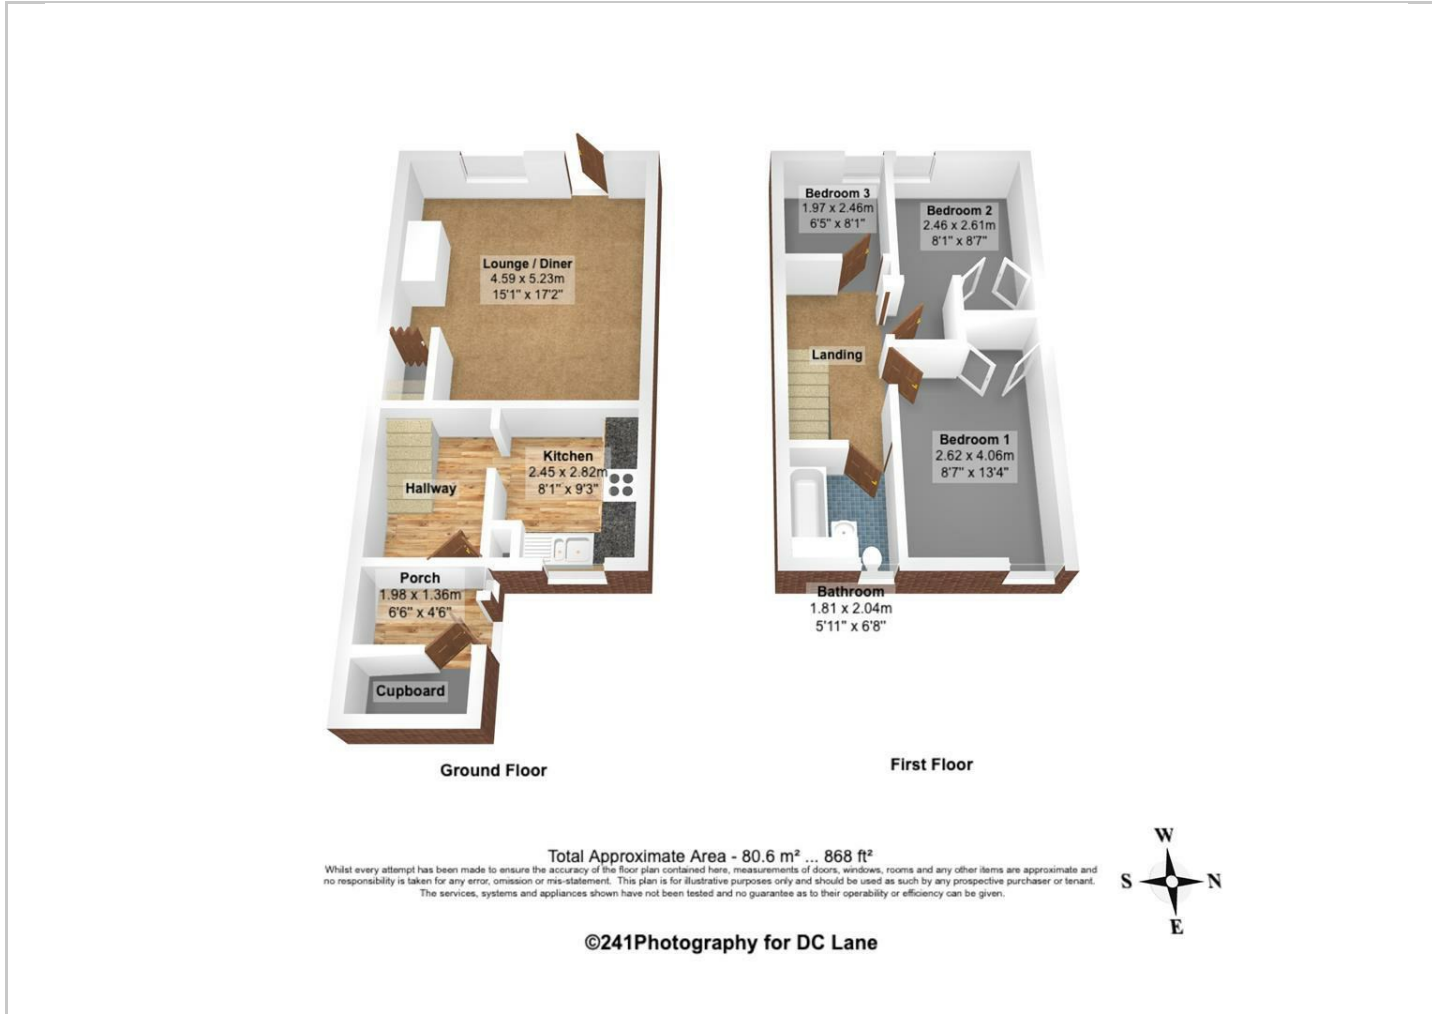 Lounge / Diner
4.59 x 5.23m
15'1" x 17'2"
Kitchen
2.45 x 2.82m
8'1" x 9'3"
Hallway
Porch
1.98 x 1.36m
6'6" x 4'6"
Cupboard
Ground Floor
Bedroom 3
1.97 x 2.46m
6'5" x 8'1"
Bedroom 2
2.46 x 2.61m
8'1" x 8'7"
Landing
Bedroom 1
2.62 x 4.06m
8'7" x 13'4"
Bathroom
1.81 x 2.04m
5'11" x 6'8"
First Floor
Total Approximate Area - 80.6 m² ... 868 ft²
Whilst every attempt has been made to ensure the accuracy of the floor plan contained here, measurements of doors, windows, rooms and any other items are approximate and
no responsibility is taken for any error, omission or mis-statement. This plan is for illustrative purposes only and should be used as such by any prospective purchaser or tenant.
The services, systems and appliances shown have not been tested and no guarantee as to their operability or efficiency can be given.
©241Photography for DC Lane
W
S N
E